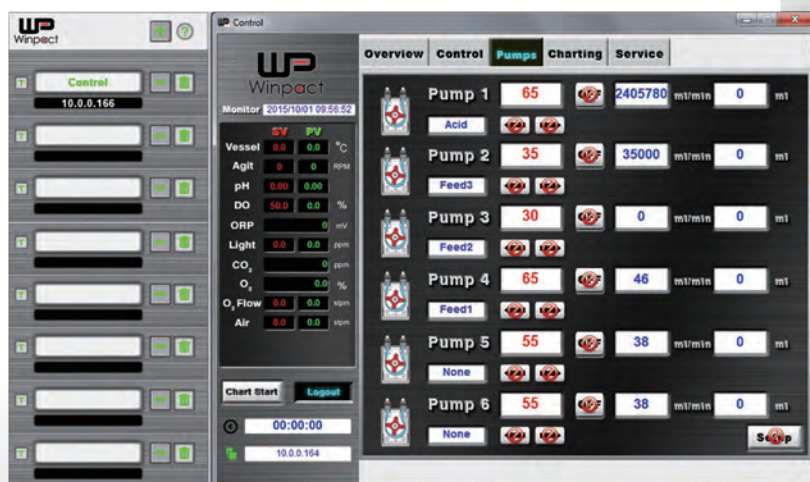 WP
Winpact
+
?
T
Control
10.0.0.166
T
T
T
T
T
T
T
WP Control
WP
Winpact
Monitor 2015/10/01 09:56:52
SV PV
Vessel 0.0 0.0 °C
Agit 0 0 RPM
pH 0.00 0.00
DO 50.0 0.0 %
ORP 0 mV
Light 0.0 0.0 ppm
CO₂ 0 ppm
O₂ 0.0 %
O₂ Flow 0.0 0.0 slpm
Air 0.0 0.0 slpm
Chart Start Logout
00:00:00
10.0.0.164
Overview Control Pumps Charting Service
Pump 1 65 2405780 ml/min 0 ml
Acid
Pump 2 35 35000 ml/min 0 ml
Feed3
Pump 3 30 0 ml/min 0 ml
Feed2
Pump 4 65 46 ml/min 0 ml
Feed1
Pump 5 55 38 ml/min 0 ml
None
Pump 6 55 38 ml/min 0 ml
None
Setup